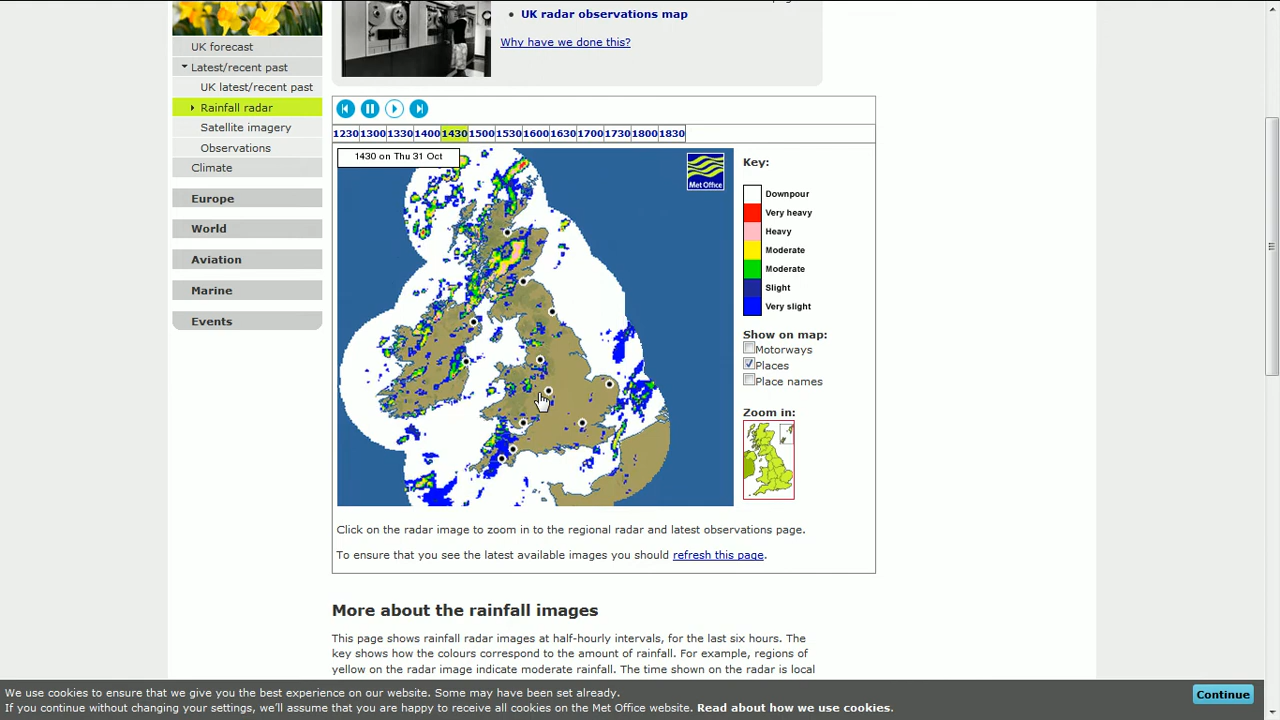 UK radar observations map
Why have we done this?
UK forecast
Latest/recent past
UK latest/recent past
Rainfall radar
Satellite imagery
Observations
Climate
Europe
World
Aviation
Marine
Events
1230 1300 1330 1400 1430 1500 1530 1600 1630 1700 1730 1800 1830
1430 on Thu 31 Oct
Met Office
Key:
Downpour
Very heavy
Heavy
Moderate
Moderate
Slight
Very slight
Show on map:
Motorways
Places
Place names
Zoom in:
Click on the radar image to zoom in to the regional radar and latest observations page.
To ensure that you see the latest available images you should refresh this page.
More about the rainfall images
This page shows rainfall radar images at half-hourly intervals, for the last six hours. The
key shows how the colours correspond to the amount of rainfall. For example, regions of
yellow on the radar image indicate moderate rainfall. The time shown on the radar is local
We use cookies to ensure that we give you the best experience on our website. Some may have been set already.
If you continue without changing your settings, we'll assume that you are happy to receive all cookies on the Met Office website. Read about how we use cookies.
Continue